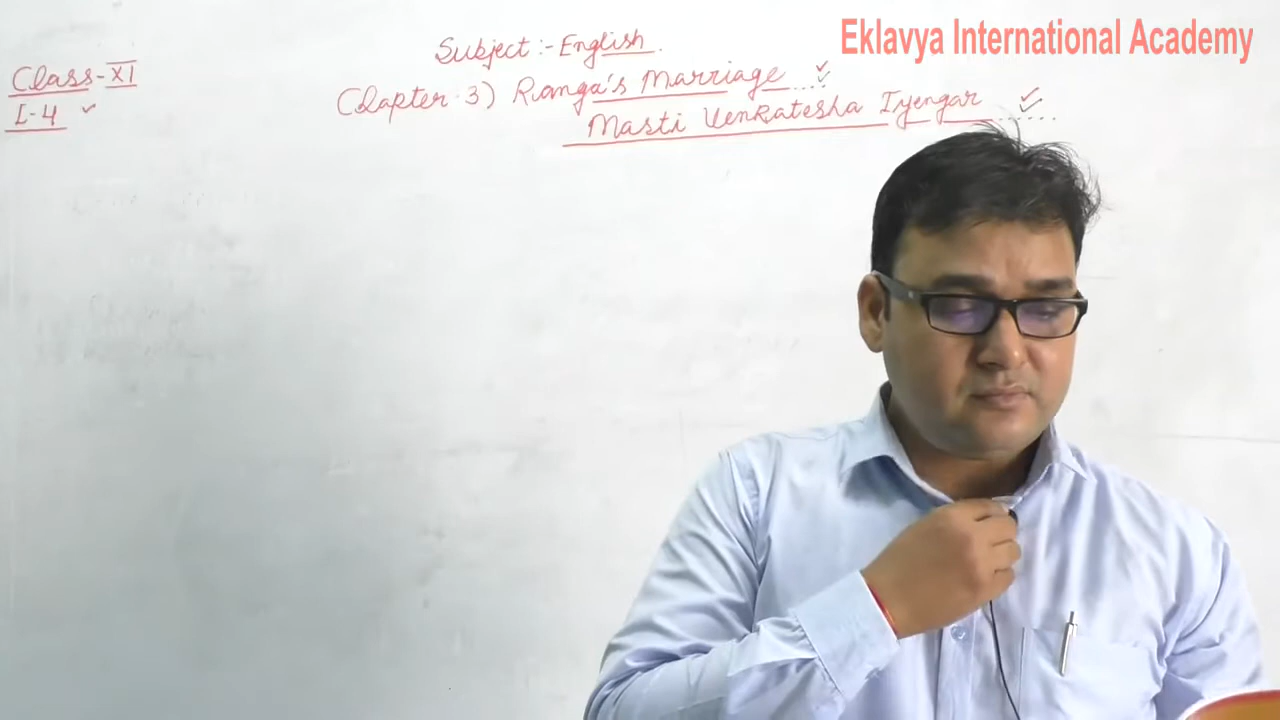 Eklavya International Academy
Subject :- English.
Class-XI
L-4
Chapter-3) Ranga's Marriage
Masti Venkatesha Iyengar